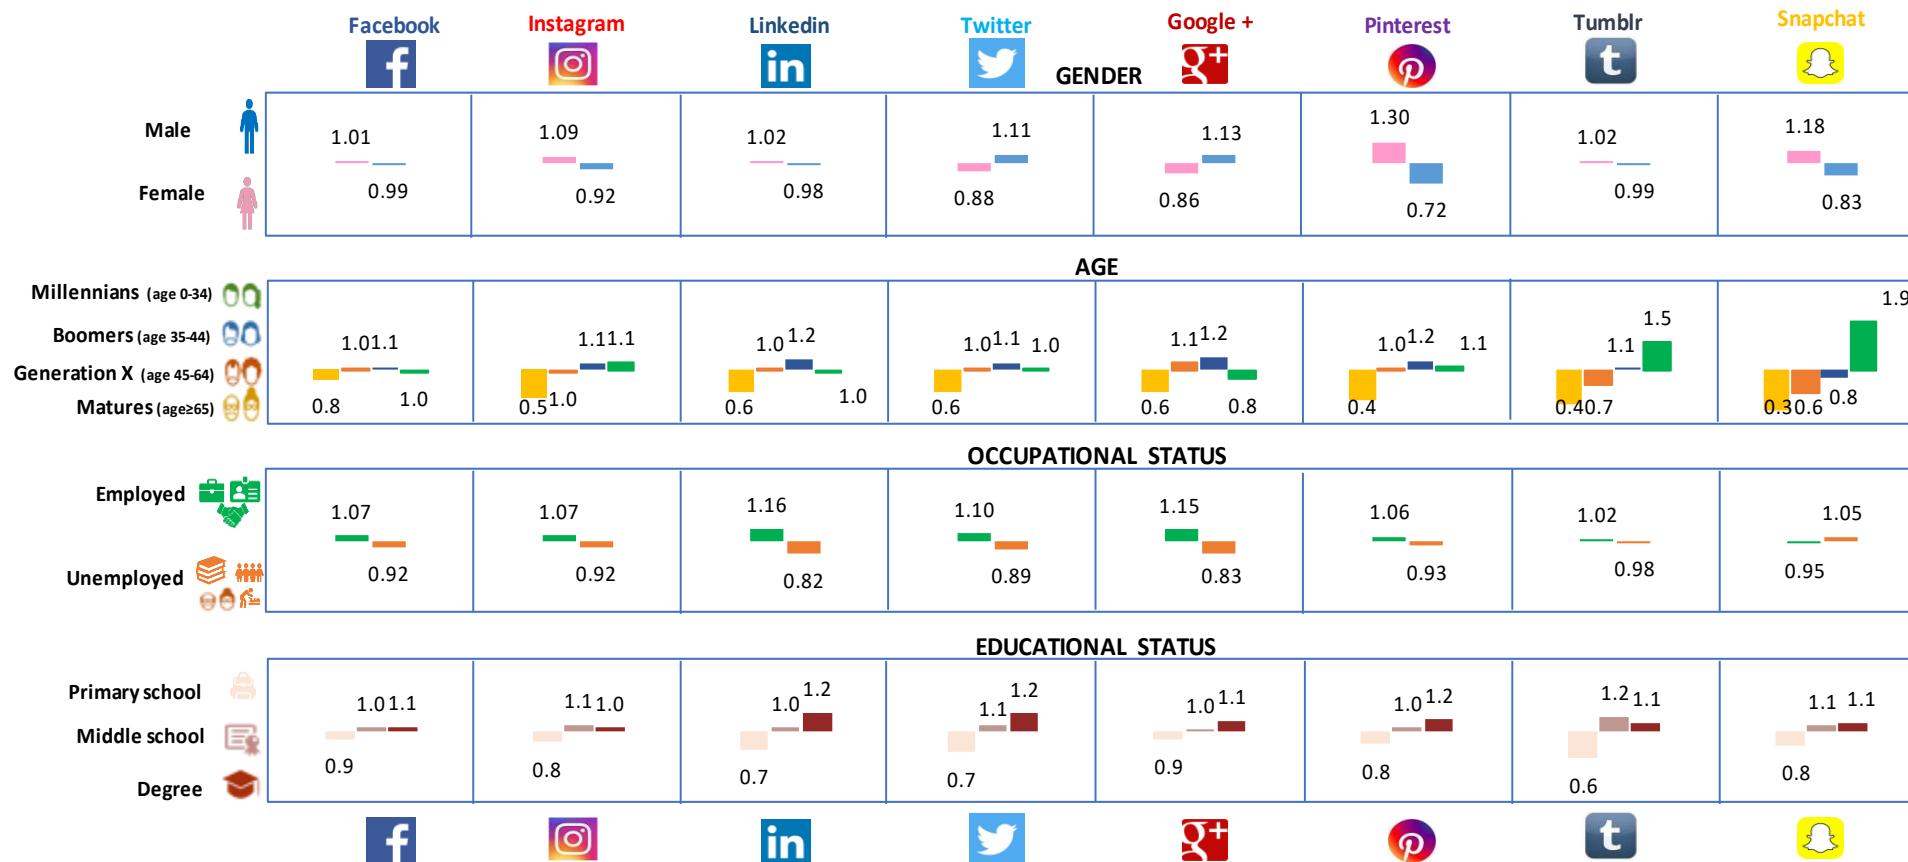 Facebook Instagram Linkedin Twitter Google + Pinterest Tumblr Snapchat
GENDER
Male
Female
1.01 1.09 1.02 1.11 1.13 1.30 1.02 1.18
0.99 0.92 0.98 0.88 0.86 0.72 0.99 0.83
AGE
Millennians (age 0-34)
Boomers (age 35-44)
Generation X (age 45-64)
Matures (age≥65)
1.0 1.1 1.1 1.1 1.0 1.2 1.0 1.1 1.0 1.1 1.2 1.0 1.2 1.1 1.1 1.5 1.9
0.8 1.0 0.5 1.0 0.6 1.0 0.6 0.6 0.8 0.4 0.4 0.7 0.3 0.6 0.8
OCCUPATIONAL STATUS
Employed
Unemployed
1.07 1.07 1.16 1.10 1.15 1.06 1.02 1.05
0.92 0.92 0.82 0.89 0.83 0.93 0.98 0.95
EDUCATIONAL STATUS
Primary school
Middle school
Degree
1.0 1.1 1.1 1.0 1.0 1.2 1.1 1.2 1.0 1.1 1.0 1.2 1.2 1.1 1.1 1.1
0.9 0.8 0.7 0.7 0.9 0.8 0.6 0.8